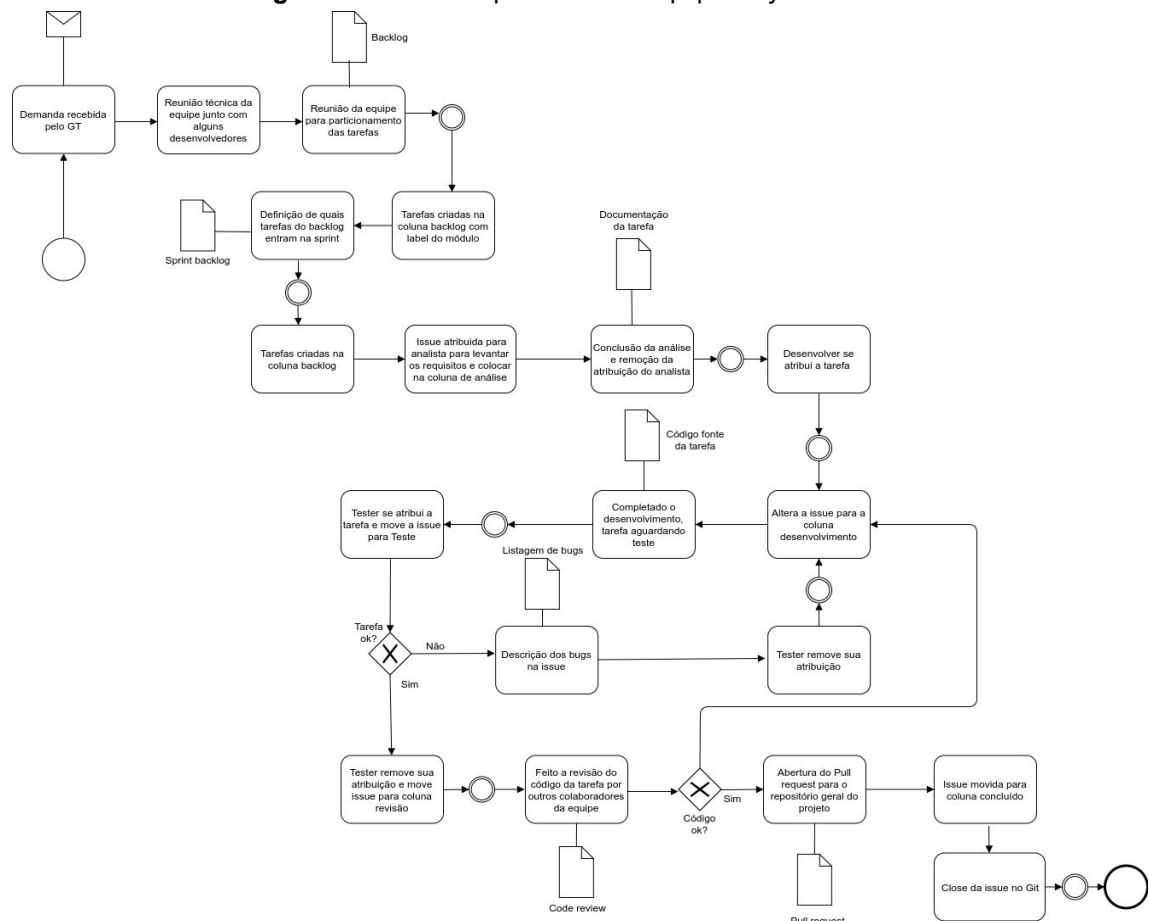 Backlog
Demanda recebida
pelo GT
Reunião técnica da
equipe junto com
alguns
desenvolvedores
Reunião da equipe
para particionamento
das tarefas
Definição de quais
tarefas do backlog
entram na sprint
Tarefas criadas na
coluna backlog com
label do módulo
Sprint backlog
Documentação
da tarefa
Tarefas criadas na
coluna backlog
Issue atribuida para
analista para levantar
os requisitos e colocar
na coluna de análise
Conclusão da análise
e remoção da
atribuição do analista
Desenvolver se
atribui a tarefa
Código fonte
da tarefa
Tester se atribui a
tarefa e move a issue
para Teste
Completado o
desenvolvimento,
tarefa aguardando
teste
Altera a issue para a
coluna
desenvolvimento
Listagem de bugs
Tarefa
ok?
Não
Sim
Descrição dos bugs
na issue
Tester remove sua
atribuição
Tester remove sua
atribuição e move
issue para coluna
revisão
Feito a revisão do
código da tarefa por
outros colaboradores
da equipe
Código
ok?
Sim
Abertura do Pull
request para o
repositório geral do
projeto
Issue movida para
coluna concluído
Close da issue no Git
Code review
Pull request